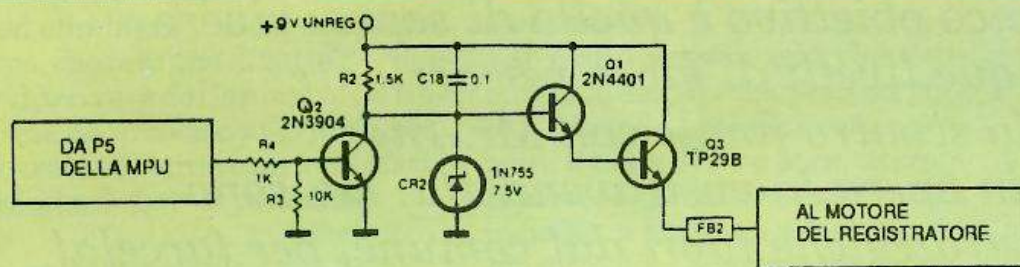 +9V UNREG
R2
1.5K
C18
0.1
Q1
2N4401
Q2
2N3904
Q3
TP29B
DA P5
DELLA MPU
R4
1K
R3
10K
CR2
1N755
7.5V
FB2
AL MOTORE
DEL REGISTRATORE